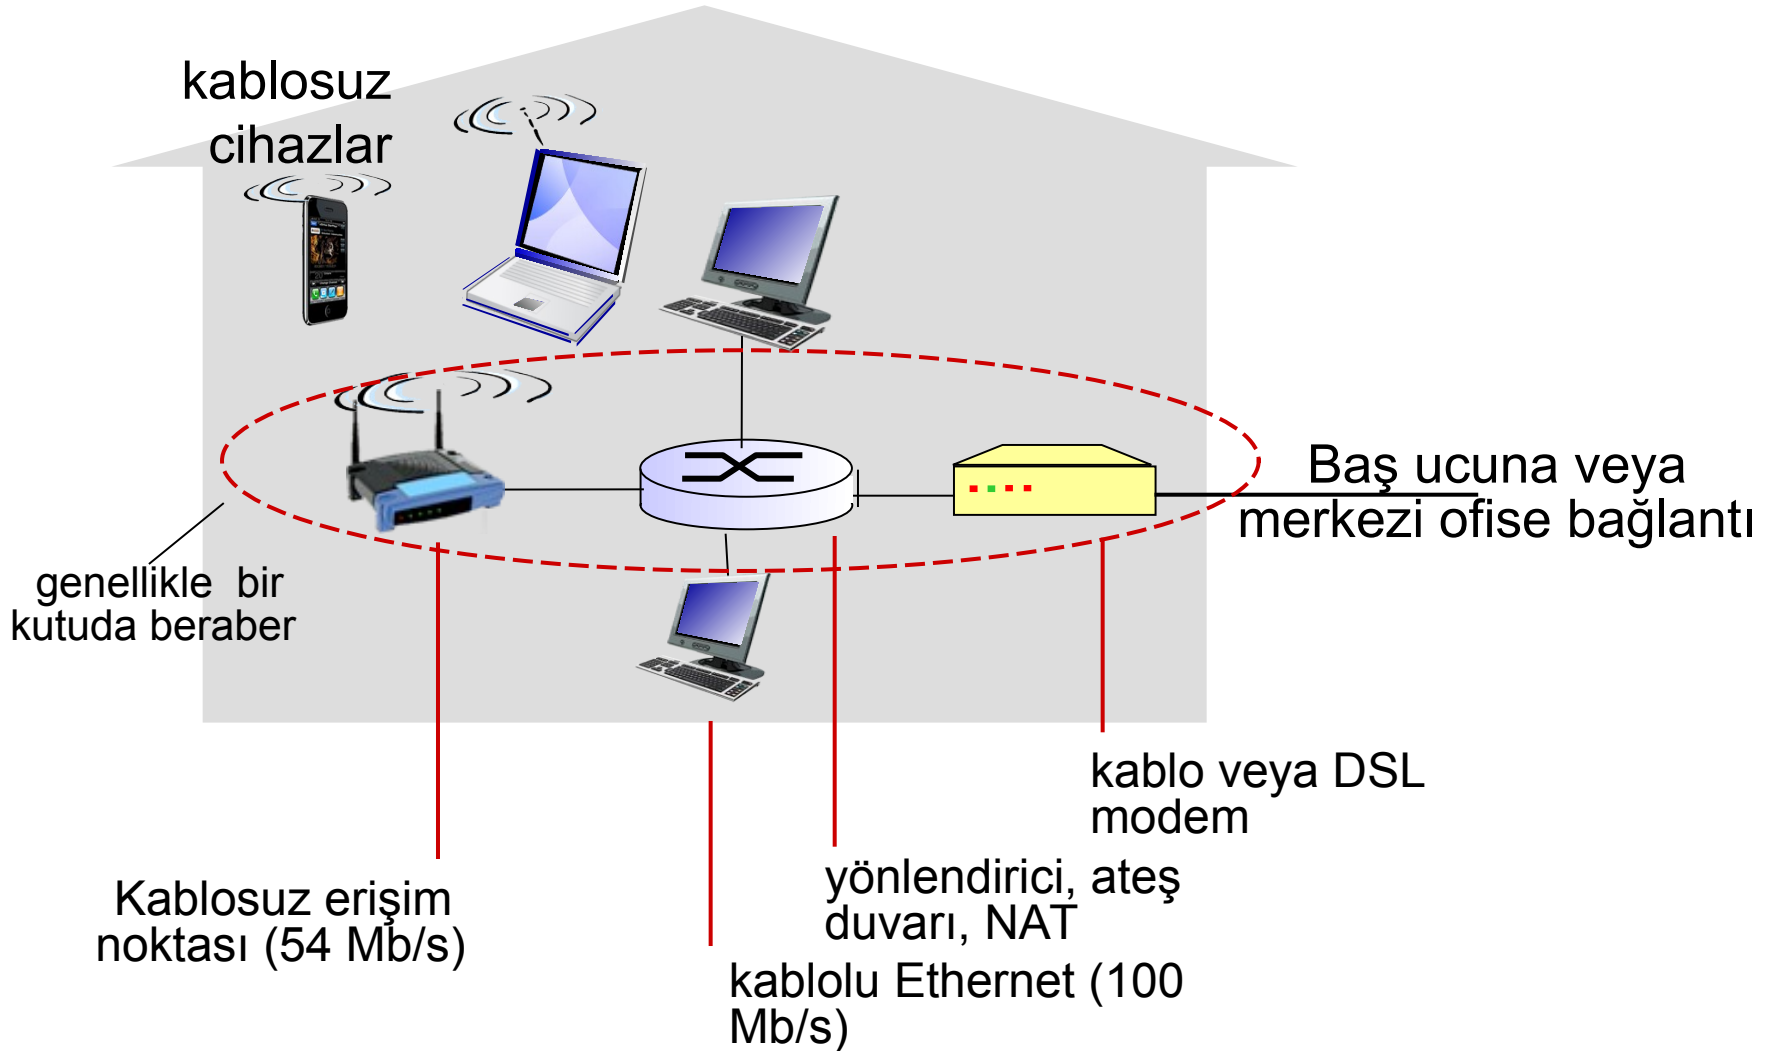 kablosuz
cihazlar
Baş ucuna veya
merkezi ofise bağlantı
genellikle bir
kutuda beraber
kablo veya DSL
modem
yönlendirici, ateş
duvarı, NAT
Kablosuz erişim
noktası (54 Mb/s)
kablolu Ethernet (100
Mb/s)